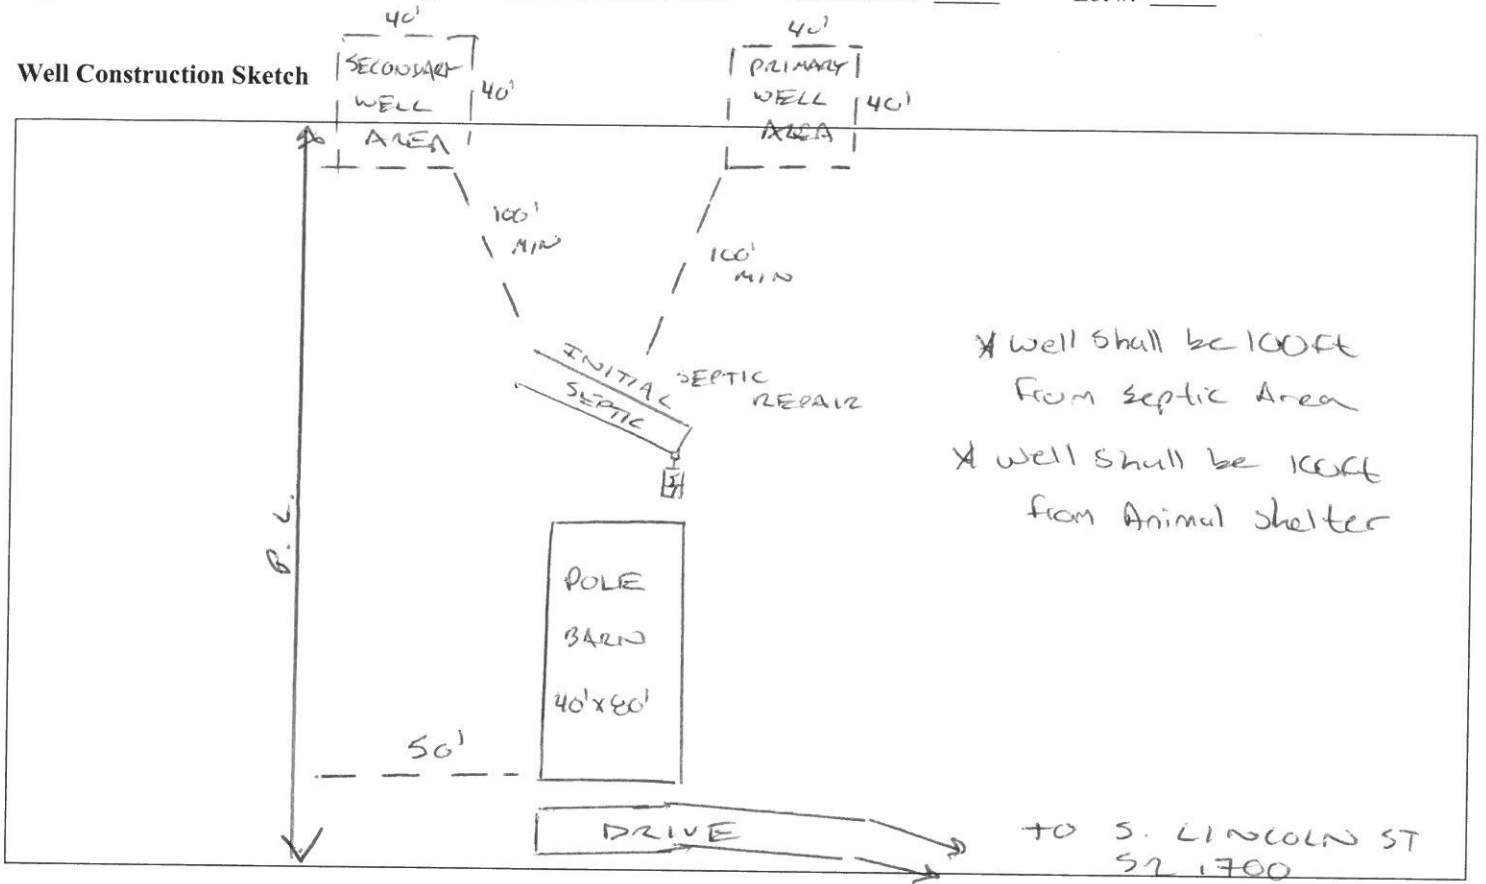 Well Construction Sketch
40'
SECONDARY
WELL
AREA
40'
40'
PRIMARY
WELL
AREA
40'
100'
MIN
100'
MIN
INITIAL
SEPTIC
SEPTIC
REPAIR
* Well Shall be 100ft
From Septic Area
* Well Shall be 100ft
from Animal Shelter
P. L.
POLE
BARN
40'x80'
50'
DRIVE
TO S. LINCOLN ST
SR 1700